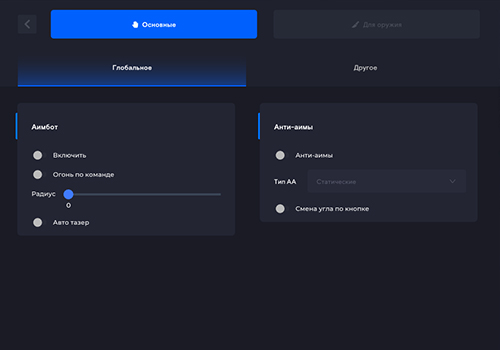 Основные
Для оружия
Глобальное
Другое
Аимбот
Включить
Огонь по команде
Радиус
0
Авто тазер
Анти-аимы
Анти-аимы
Тип АА
Статические
Смена угла по кнопке